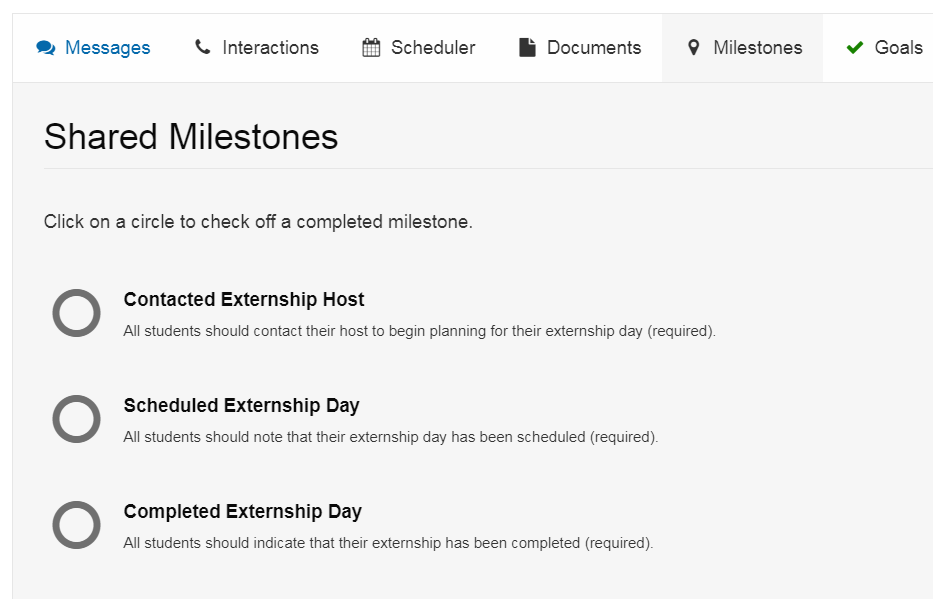 Messages Interactions Scheduler Documents Milestones Goals
Shared Milestones
Click on a circle to check off a completed milestone.
Contacted Externship Host
All students should contact their host to begin planning for their externship day (required).
Scheduled Externship Day
All students should note that their externship day has been scheduled (required).
Completed Externship Day
All students should indicate that their externship has been completed (required).